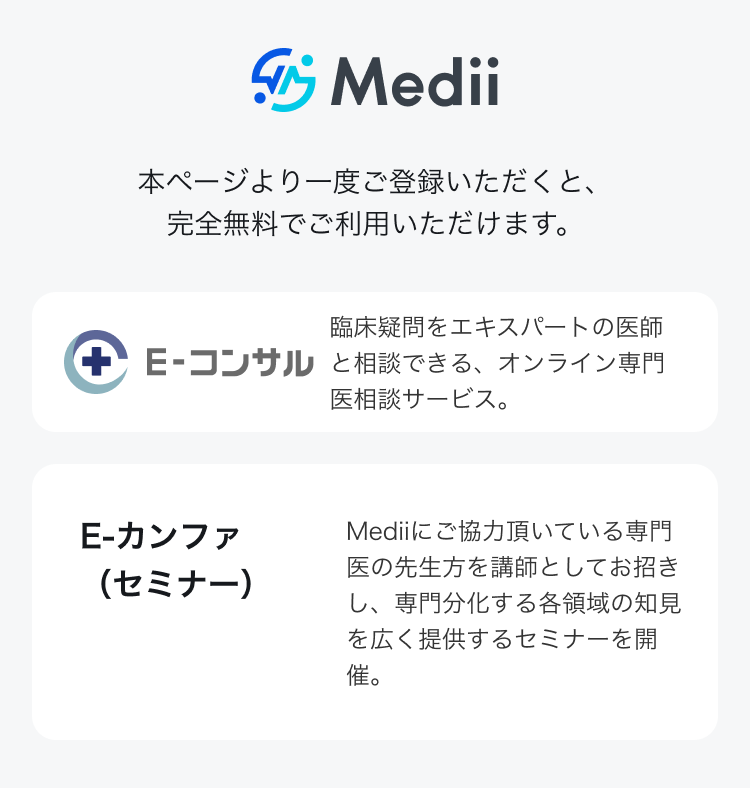 Medii
本ページより一度ご登録いただくと、
完全無料でご利用いただけます。
E-コンサル
臨床疑問をエキスパートの医師
と相談できる、オンライン専門
医相談サービス。
E-カンファ
（セミナー）
Mediiにご協力頂いている専門
医の先生方を講師としてお招き
し、専門分化する各領域の知見
を広く提供するセミナーを開
催。